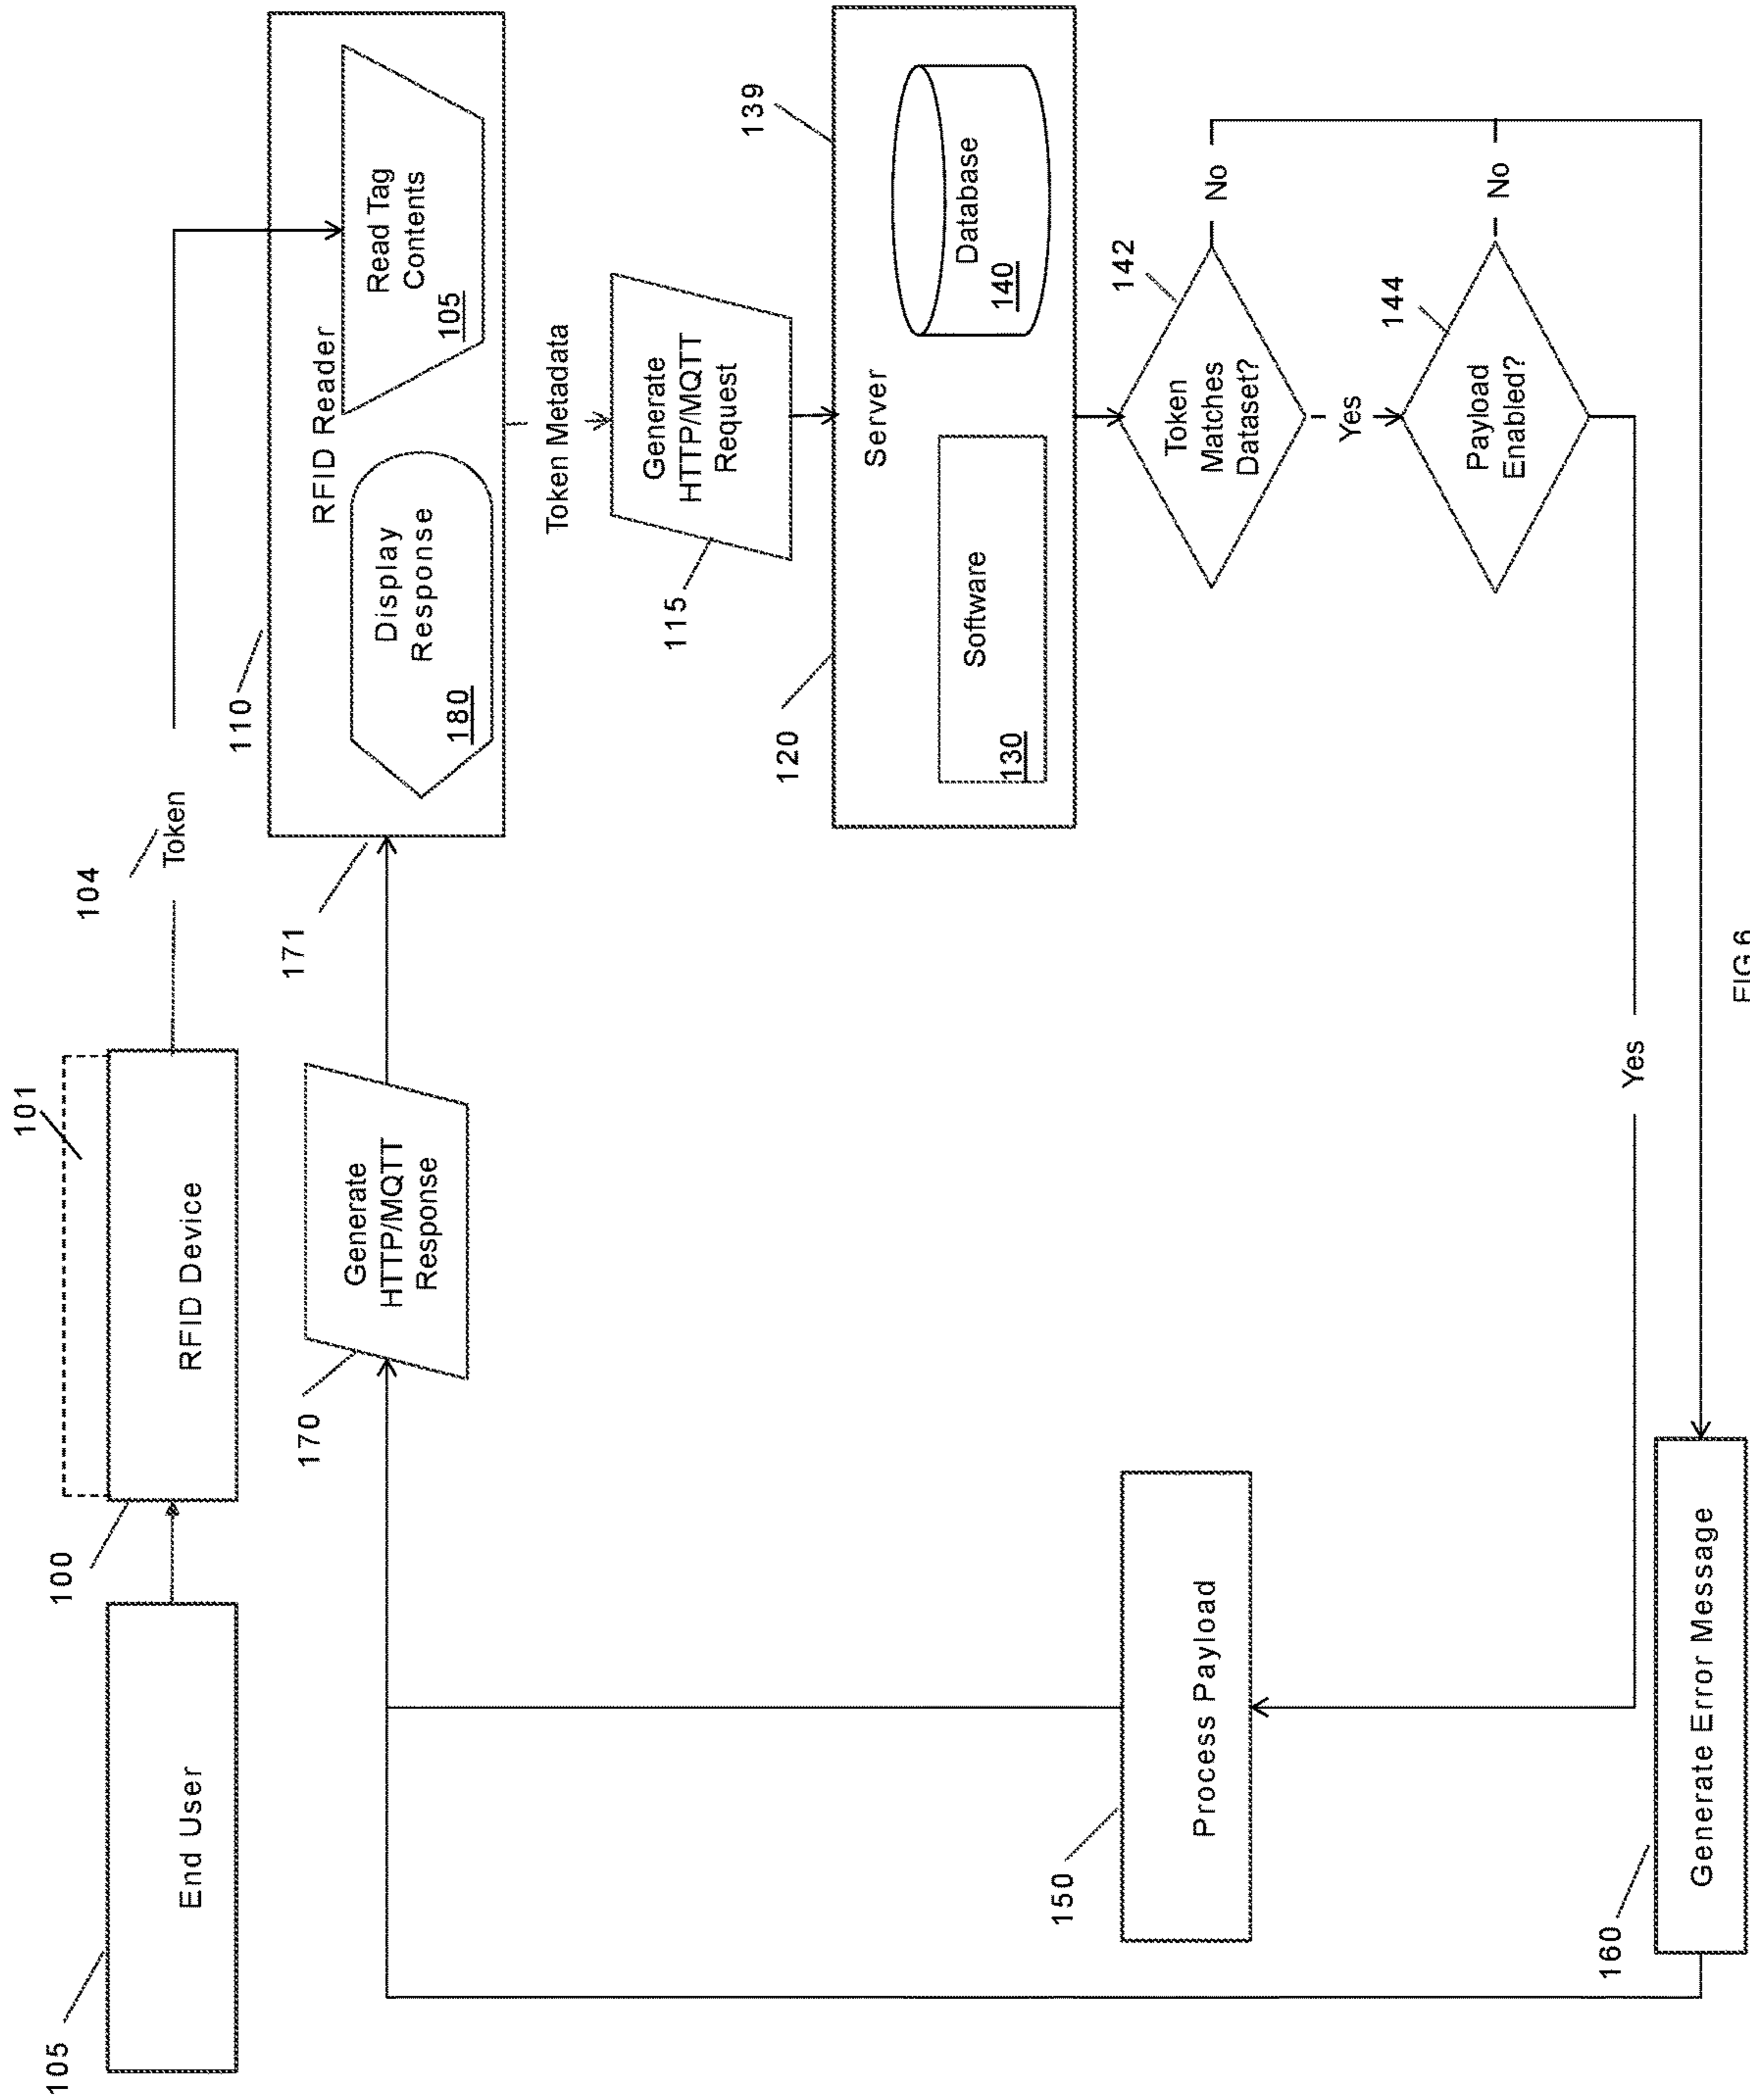 105
End User
100
RFID Device
101
104
Token
110
RFID Reader
Display
Response
180
Read Tag
Contents
105
171
170
Generate
HTTP/MQTT
Response
Token Metadata
115
Generate
HTTP/MQTT
Request
120
139
Server
Software
130
Database
140
142
Token
Matches
Dataset?
No
Yes
144
Payload
Enabled?
No
Yes
150
Process Payload
160
Generate Error Message
FIG 6